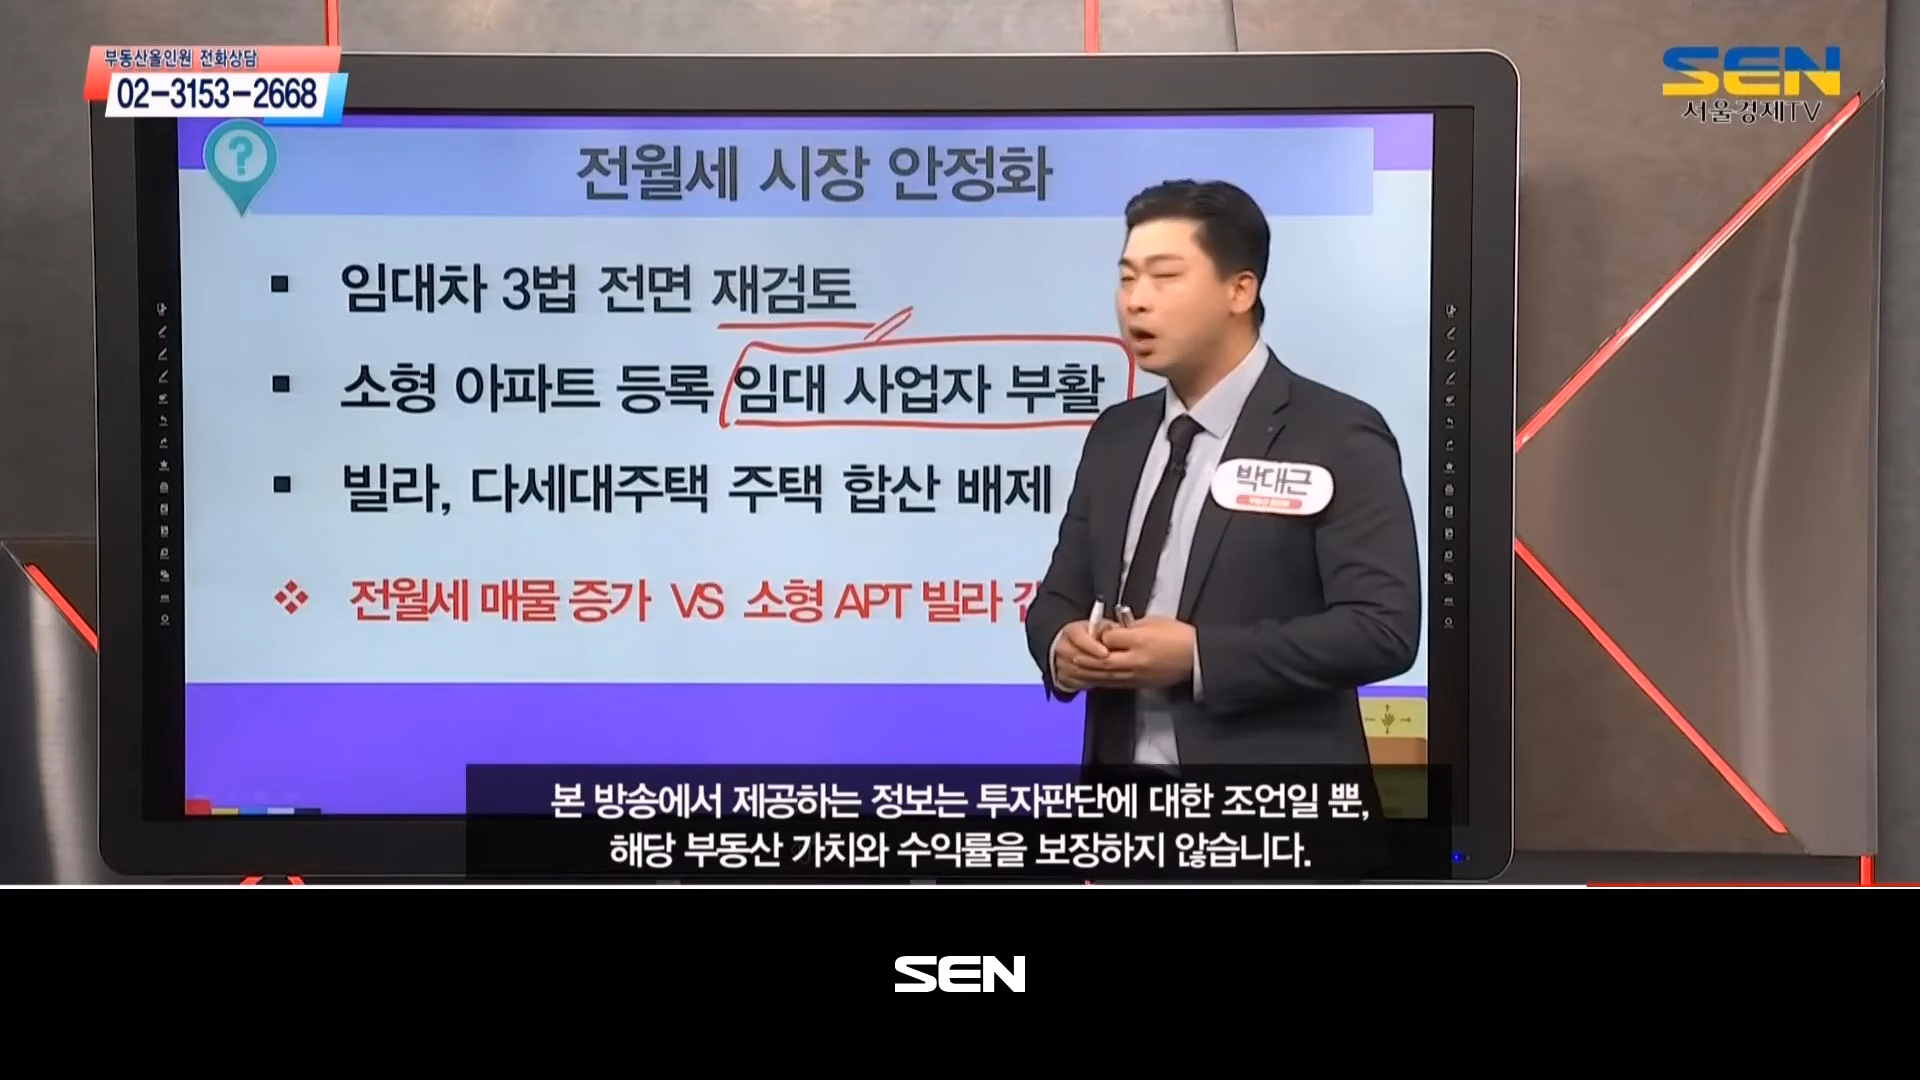 부동산올인원 전화상담
02-3153-2668
SEN
서울경제TV
?
전월세 시장 안정화
▪ 임대차 3법 전면 재검토
▪ 소형 아파트 등록 임대 사업자 부활
▪ 빌라, 다세대주택 주택 합산 배제
❖ 전월세 매물 증가 VS 소형 APT 빌라
박대근
본 방송에서 제공하는 정보는 투자판단에 대한 조언일 뿐,
해당 부동산 가치와 수익률을 보장하지 않습니다.
SEN